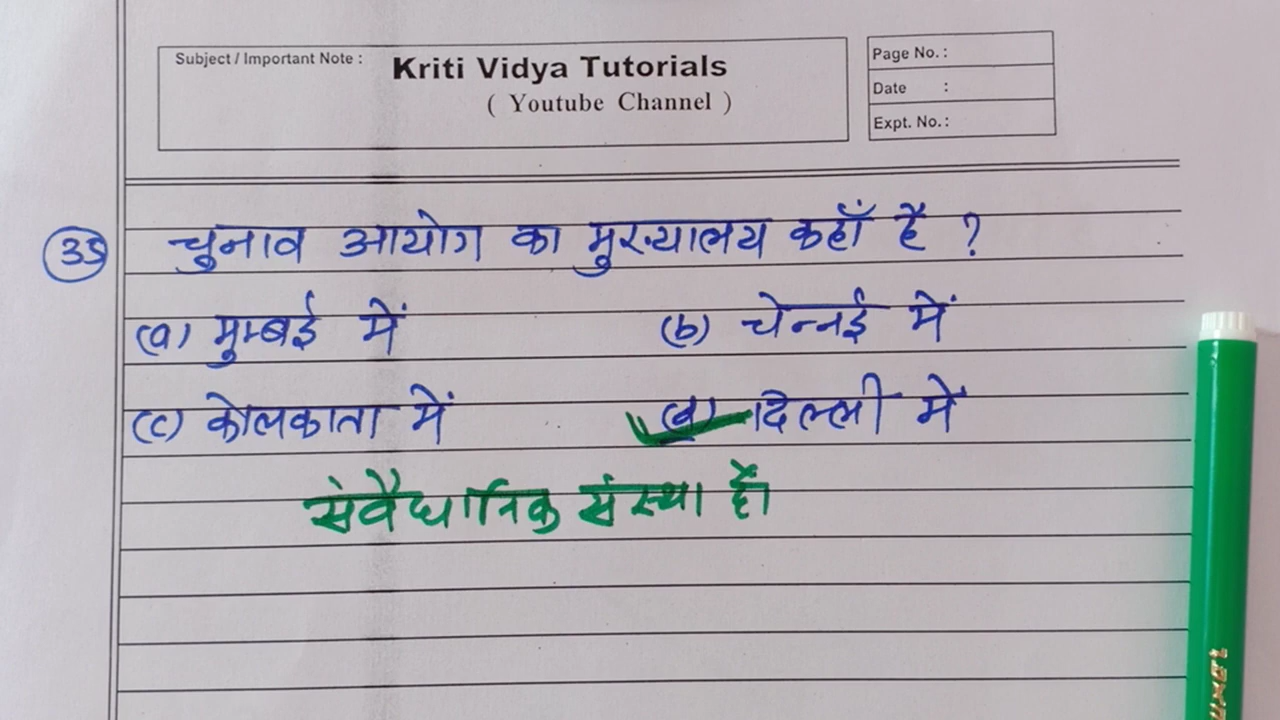 Subject / Important Note : Kriti Vidya Tutorials
( Youtube Channel )
Page No. :
Date :
Expt. No. :
35 चुनाव आयोग का मुख्यालय कहाँ है ?
(a) मुम्बई में (b) चेन्नई में
(c) कोलकाता में (d) दिल्ली में
संवैधानिक संस्था है।